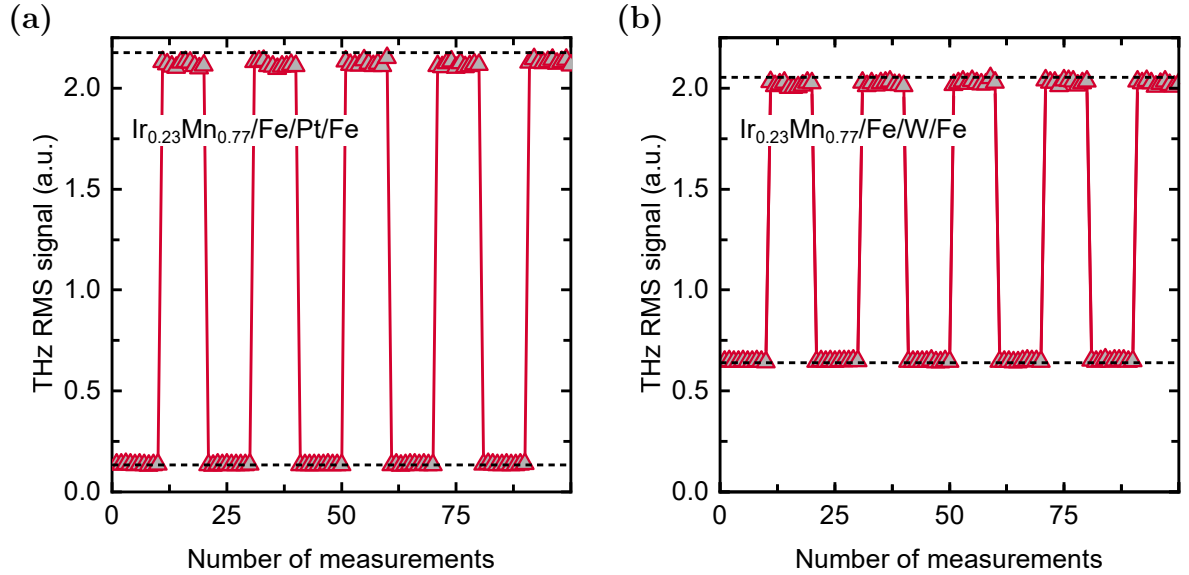 (a)
THz RMS signal (a.u.)
2.0
1.5
1.0
0.5
0.0
Ir0.23Mn0.77/Fe/Pt/Fe
0 25 50 75
Number of measurements
(b)
THz RMS signal (a.u.)
2.0
1.5
1.0
0.5
0.0
Ir0.23Mn0.77/Fe/W/Fe
0 25 50 75
Number of measurements